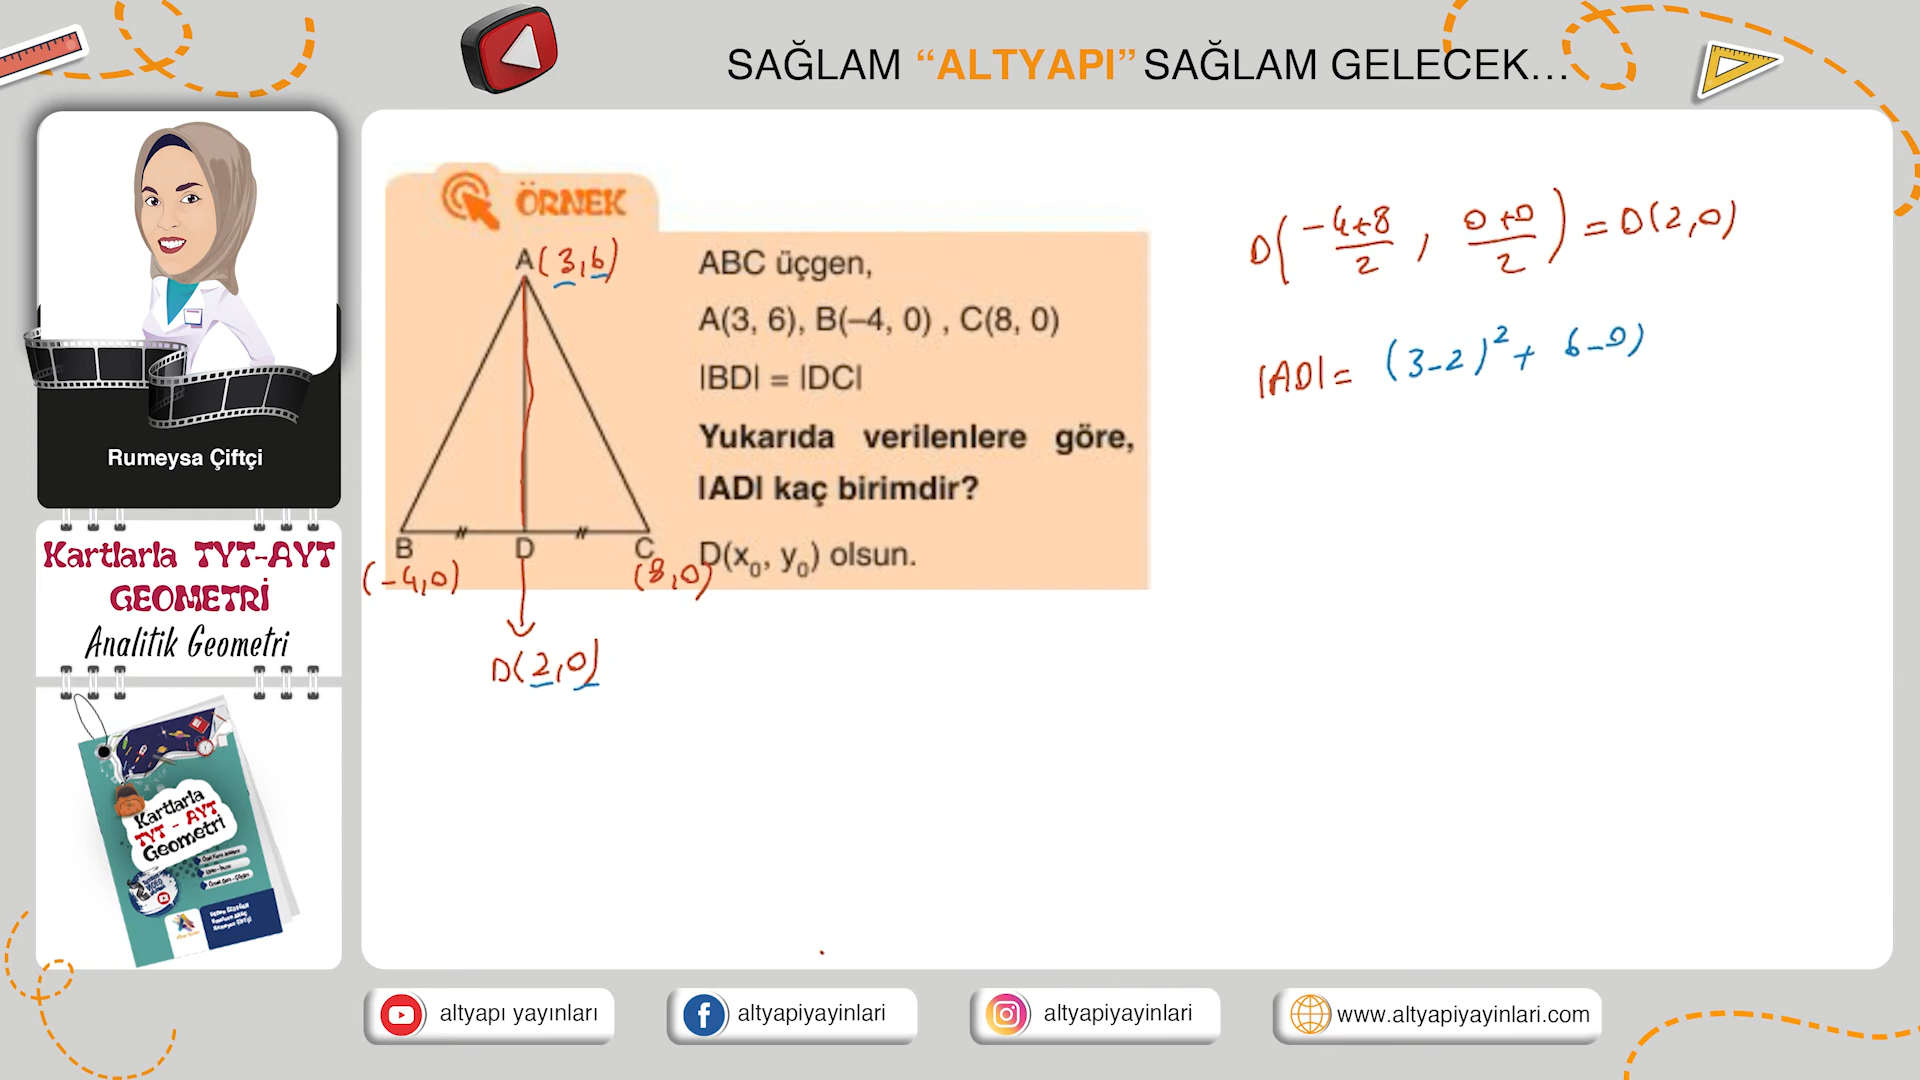 SAĞLAM “ALTYAPI” SAĞLAM GELECEK...
Rumeysa Çiftçi
Kartlarla TYT-AYT
GEOMETRİ
Analitik Geometri
Kartlarla
TYT - AYT
Geometri
ÖRNEK
A(3,6)
ABC üçgen,
A(3, 6), B(–4, 0) , C(8, 0)
|BD| = |DC|
Yukarıda verilenlere göre,
|AD| kaç birimdir?
B D C
D(x₀, y₀) olsun.
(-4,0) (8,0)
D(2,0)
D(-4+8/2, 0+0/2) = D(2,0)
|AD| = (3-2)² + 6-0)
altyapı yayınları
altyapiyayinlari
altyapiyayinlari
www.altyapiyayinlari.com